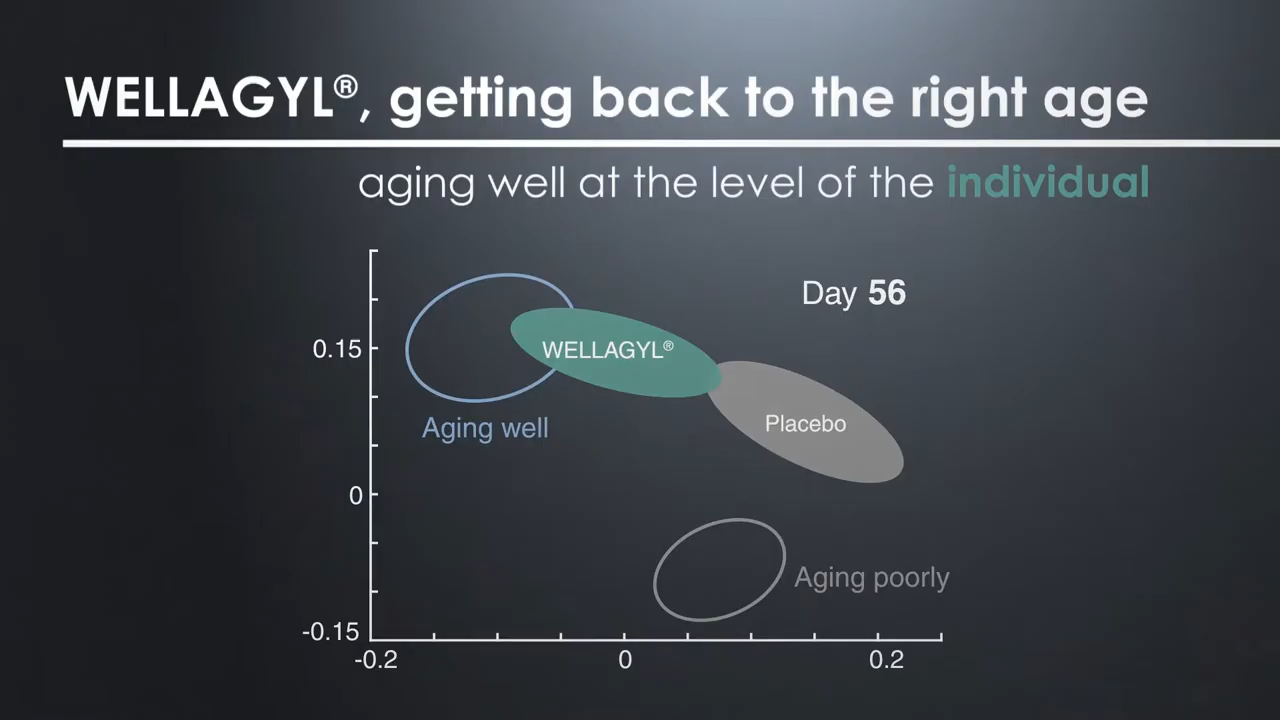 WELLAGYL®, getting back to the right age
aging well at the level of the individual
Day 56
0.15
WELLAGYL®
Placebo
Aging well
0
Aging poorly
-0.15
-0.2
0
0.2